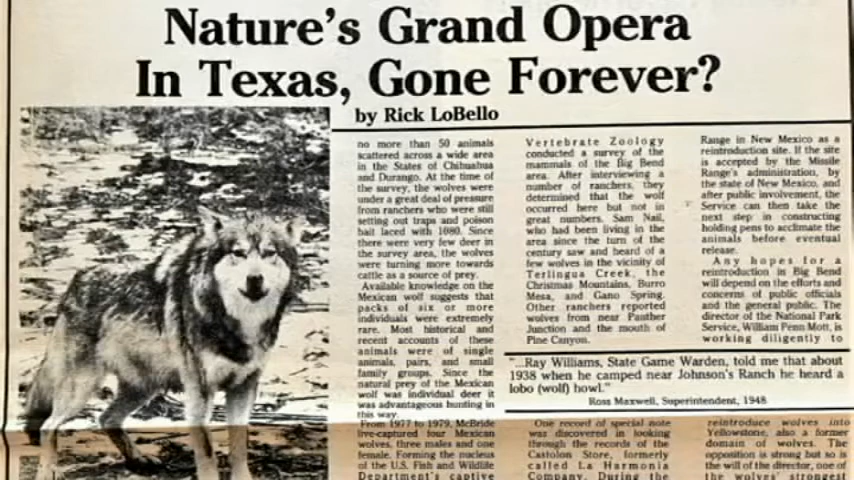 Nature's Grand Opera
In Texas, Gone Forever?
by Rick LoBello
no more than 50 animals
scattered across a wide area
in the States of Chihuahua
and Durango. At the time of
the survey, the wolves were
under a great deal of pressure
from ranchers who were still
setting out traps and poison
bait laced with 1080. Since
there were very few deer in
the survey area, the wolves
were turning more towards
cattle as a source of prey.
Available knowledge on the
Mexican wolf suggests that
packs of six or more
individuals were extremely
rare. Most historical and
recent accounts of these
animals were of single
animals, pairs, and small
family groups. Since the
natural prey of the Mexican
wolf was individual deer it
was advantageous hunting in
this way.
From 1977 to 1979, McBride
live-captured four Mexican
wolves, three males and one
female. Forming the nucleus
of the U.S. Fish and Wildlife
Department's captive
Vertebrate Zoology
conducted a survey of the
mammals of the Big Bend
area. After interviewing a
number of ranchers, they
determined that the wolf
occurred here but not in
great numbers. Sam Nail,
who had been living in the
area since the turn of the
century saw and heard of a
few wolves in the vicinity of
Terlingua Creek, the
Christmas Mountains, Burro
Mesa, and Gano Spring.
Other ranchers reported
wolves from near Panther
Junction and the mouth of
Pine Canyon.
Range in New Mexico as a
reintroduction site. If the site
is accepted by the Missile
Range's administration, by
the state of New Mexico, and
after public involvement, the
Service can then take the
next step in constructing
holding pens to acclimate the
animals before eventual
release.
Any hopes for a
reintroduction in Big Bend
will depend on the efforts and
concerns of public officials
and the general public. The
director of the National Park
Service, William Penn Mott, is
working diligently to
"...Ray Williams, State Game Warden, told me that about
1938 when he camped near Johnson's Ranch he heard a
lobo (wolf) howl."
Ross Maxwell, Superintendent, 1948
One record of special note
was discovered in looking
through the records of the
Castolon Store, formerly
called La Harmonia
Company. During the
reintroduce wolves into
Yellowstone, also a former
domain of wolves. The
opposition is strong but so is
the will of the director, one of
the wolves' strongest